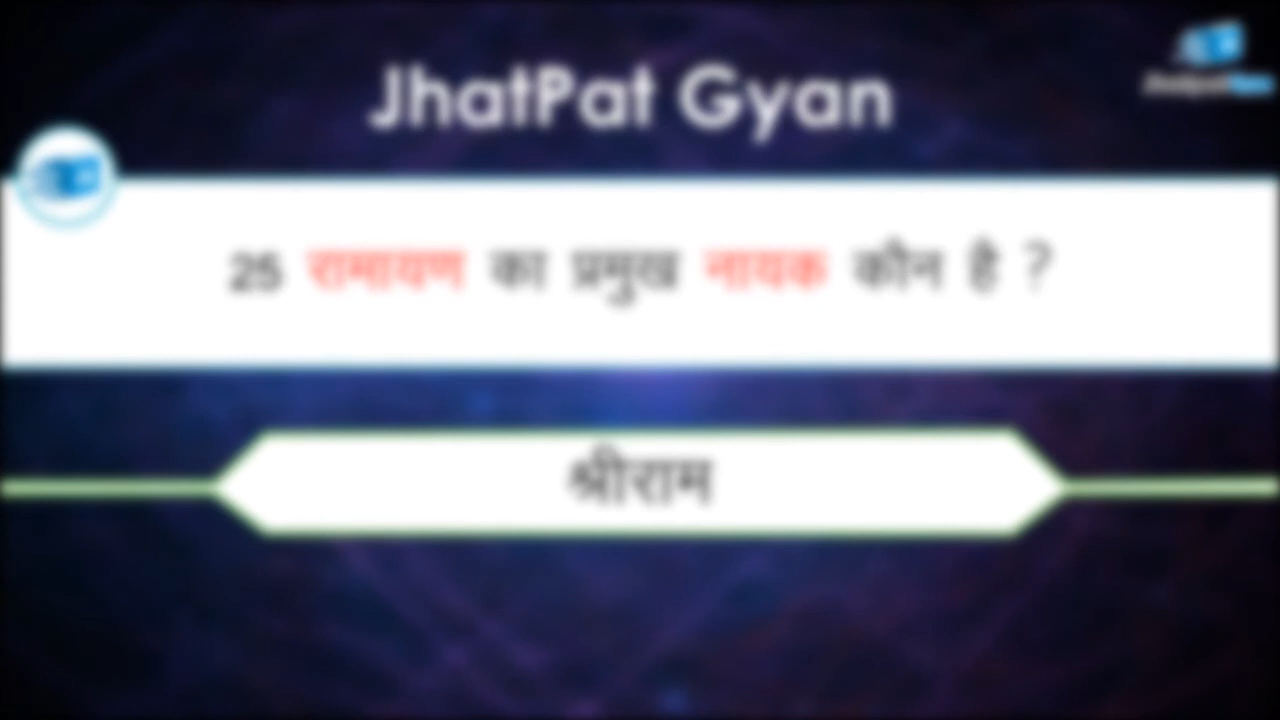 JhatPat Gyan
25 रामायण का प्रमुख नायक कौन है ?
श्रीराम